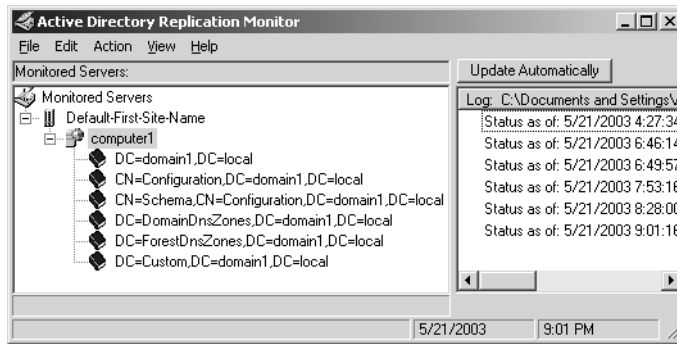 Active Directory Replication Monitor
File Edit Action View Help
Monitored Servers:
Update Automatically
Monitored Servers
Default-First-Site-Name
computer1
DC=domain1,DC=local
CN=Configuration,DC=domain1,DC=local
CN=Schema,CN=Configuration,DC=domain1,DC=local
DC=DomainDnsZones,DC=domain1,DC=local
DC=ForestDnsZones,DC=domain1,DC=local
DC=Custom,DC=domain1,DC=local
Log: C:\Documents and Settings\
Status as of: 5/21/2003 4:27:34
Status as of: 5/21/2003 6:46:14
Status as of: 5/21/2003 6:49:57
Status as of: 5/21/2003 7:53:16
Status as of: 5/21/2003 8:28:00
Status as of: 5/21/2003 9:01:16
5/21/2003 9:01 PM